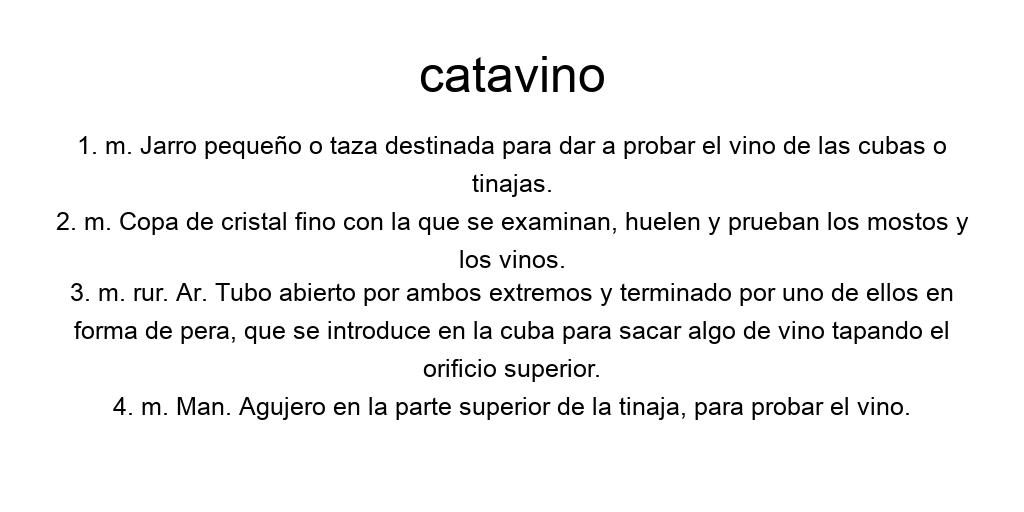 catavino
1. m. Jarro pequeño o taza destinada para dar a probar el vino de las cubas o
tinajas.
2. m. Copa de cristal fino con la que se examinan, huelen y prueban los mostos y
los vinos.
3. m. rur. Ar. Tubo abierto por ambos extremos y terminado por uno de ellos en
forma de pera, que se introduce en la cuba para sacar algo de vino tapando el
orificio superior.
4. m. Man. Agujero en la parte superior de la tinaja, para probar el vino.